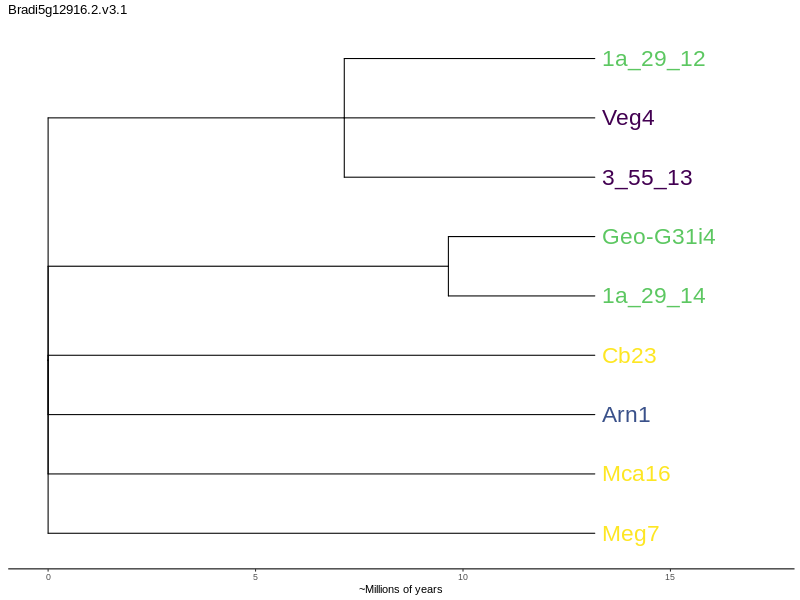 Bradi5g12916.2.v3.1
1a_29_12
Veg4
3_55_13
Geo-G31i4
1a_29_14
Cb23
Arn1
Mca16
Meg7
0 5 10 15
~Millions of years